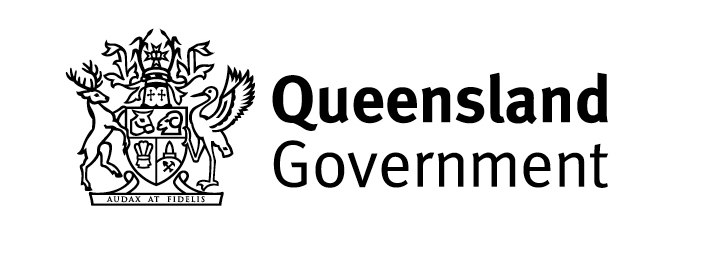 Queensland
Government
AUDAX AT FIDELIS